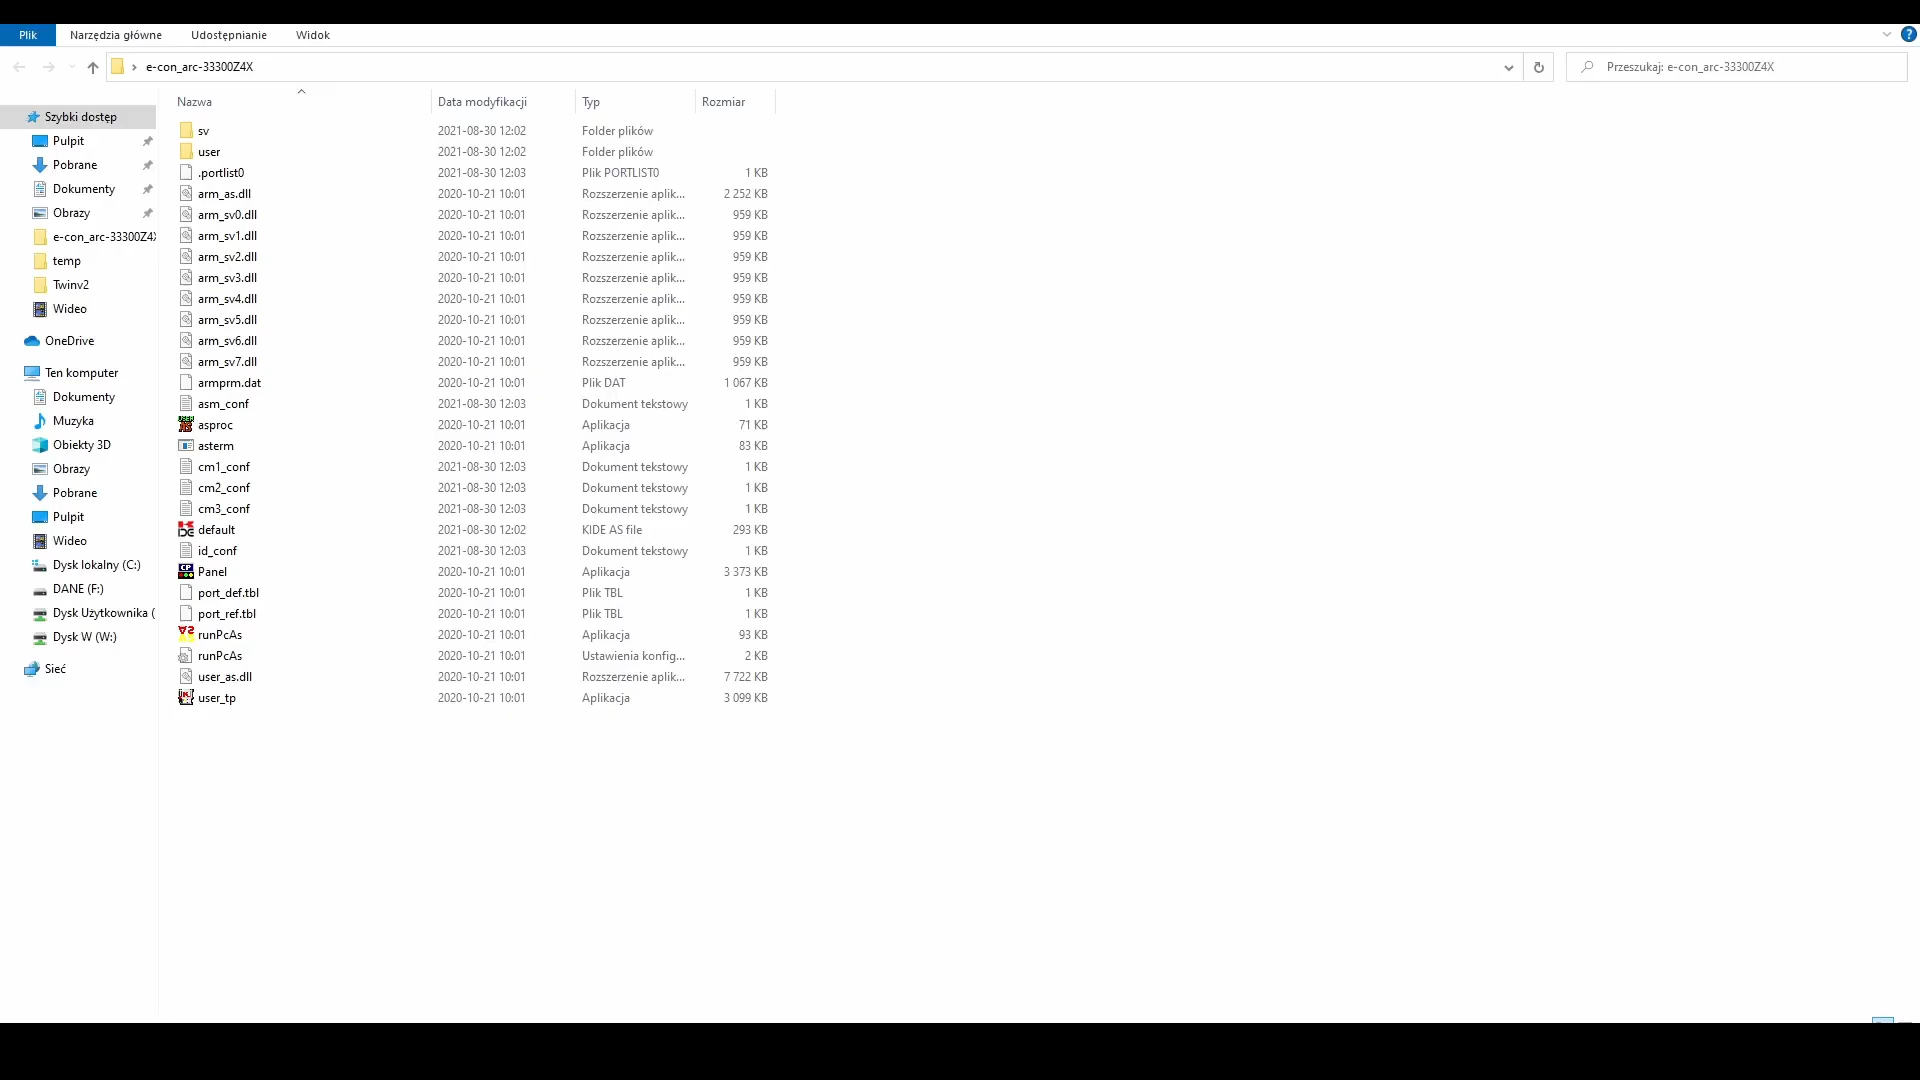 Plik Narzędzia główne Udostępnianie Widok ?
e-con_arc-33300Z4X Przeszukaj: e-con_arc-33300Z4X
Szybki dostęp
Pulpit
Pobrane
Dokumenty
Obrazy
e-con_arc-33300Z4X
temp
Twinv2
Wideo
OneDrive
Ten komputer
Dokumenty
Muzyka
Obiekty 3D
Obrazy
Pobrane
Pulpit
Wideo
Dysk lokalny (C:)
DANE (F:)
Dysk Użytkownika (
Dysk W (W:)
Sieć
Nazwa Data modyfikacji Typ Rozmiar
sv 2021-08-30 12:02 Folder plików
user 2021-08-30 12:02 Folder plików
.portlist0 2021-08-30 12:03 Plik PORTLIST0 1 KB
arm_as.dll 2020-10-21 10:01 Rozszerzenie aplik... 2 252 KB
arm_sv0.dll 2020-10-21 10:01 Rozszerzenie aplik... 959 KB
arm_sv1.dll 2020-10-21 10:01 Rozszerzenie aplik... 959 KB
arm_sv2.dll 2020-10-21 10:01 Rozszerzenie aplik... 959 KB
arm_sv3.dll 2020-10-21 10:01 Rozszerzenie aplik... 959 KB
arm_sv4.dll 2020-10-21 10:01 Rozszerzenie aplik... 959 KB
arm_sv5.dll 2020-10-21 10:01 Rozszerzenie aplik... 959 KB
arm_sv6.dll 2020-10-21 10:01 Rozszerzenie aplik... 959 KB
arm_sv7.dll 2020-10-21 10:01 Rozszerzenie aplik... 959 KB
armprm.dat 2020-10-21 10:01 Plik DAT 1 067 KB
asm_conf 2021-08-30 12:03 Dokument tekstowy 1 KB
asproc 2020-10-21 10:01 Aplikacja 71 KB
asterm 2020-10-21 10:01 Aplikacja 83 KB
cm1_conf 2021-08-30 12:03 Dokument tekstowy 1 KB
cm2_conf 2021-08-30 12:03 Dokument tekstowy 1 KB
cm3_conf 2021-08-30 12:03 Dokument tekstowy 1 KB
default 2021-08-30 12:02 KIDE AS file 293 KB
id_conf 2021-08-30 12:03 Dokument tekstowy 1 KB
Panel 2020-10-21 10:01 Aplikacja 3 373 KB
port_def.tbl 2020-10-21 10:01 Plik TBL 1 KB
port_ref.tbl 2020-10-21 10:01 Plik TBL 1 KB
runPcAs 2020-10-21 10:01 Aplikacja 93 KB
runPcAs 2020-10-21 10:01 Ustawienia konfig... 2 KB
user_as.dll 2020-10-21 10:01 Rozszerzenie aplik... 7 722 KB
user_tp 2020-10-21 10:01 Aplikacja 3 099 KB